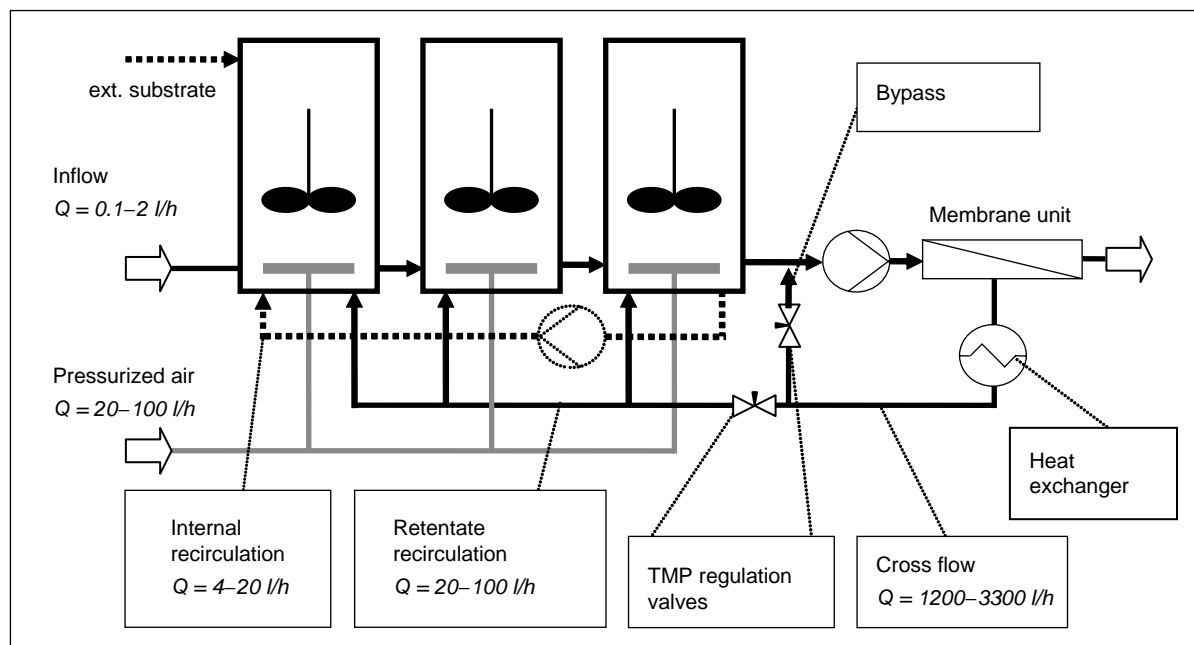 ext. substrate
Bypass
Inflow
Q = 0.1–2 l/h
Membrane unit
Pressurized air
Q = 20–100 l/h
Heat
exchanger
Internal
recirculation
Q = 4–20 l/h
Retentate
recirculation
Q = 20–100 l/h
TMP regulation
valves
Cross flow
Q = 1200–3300 l/h